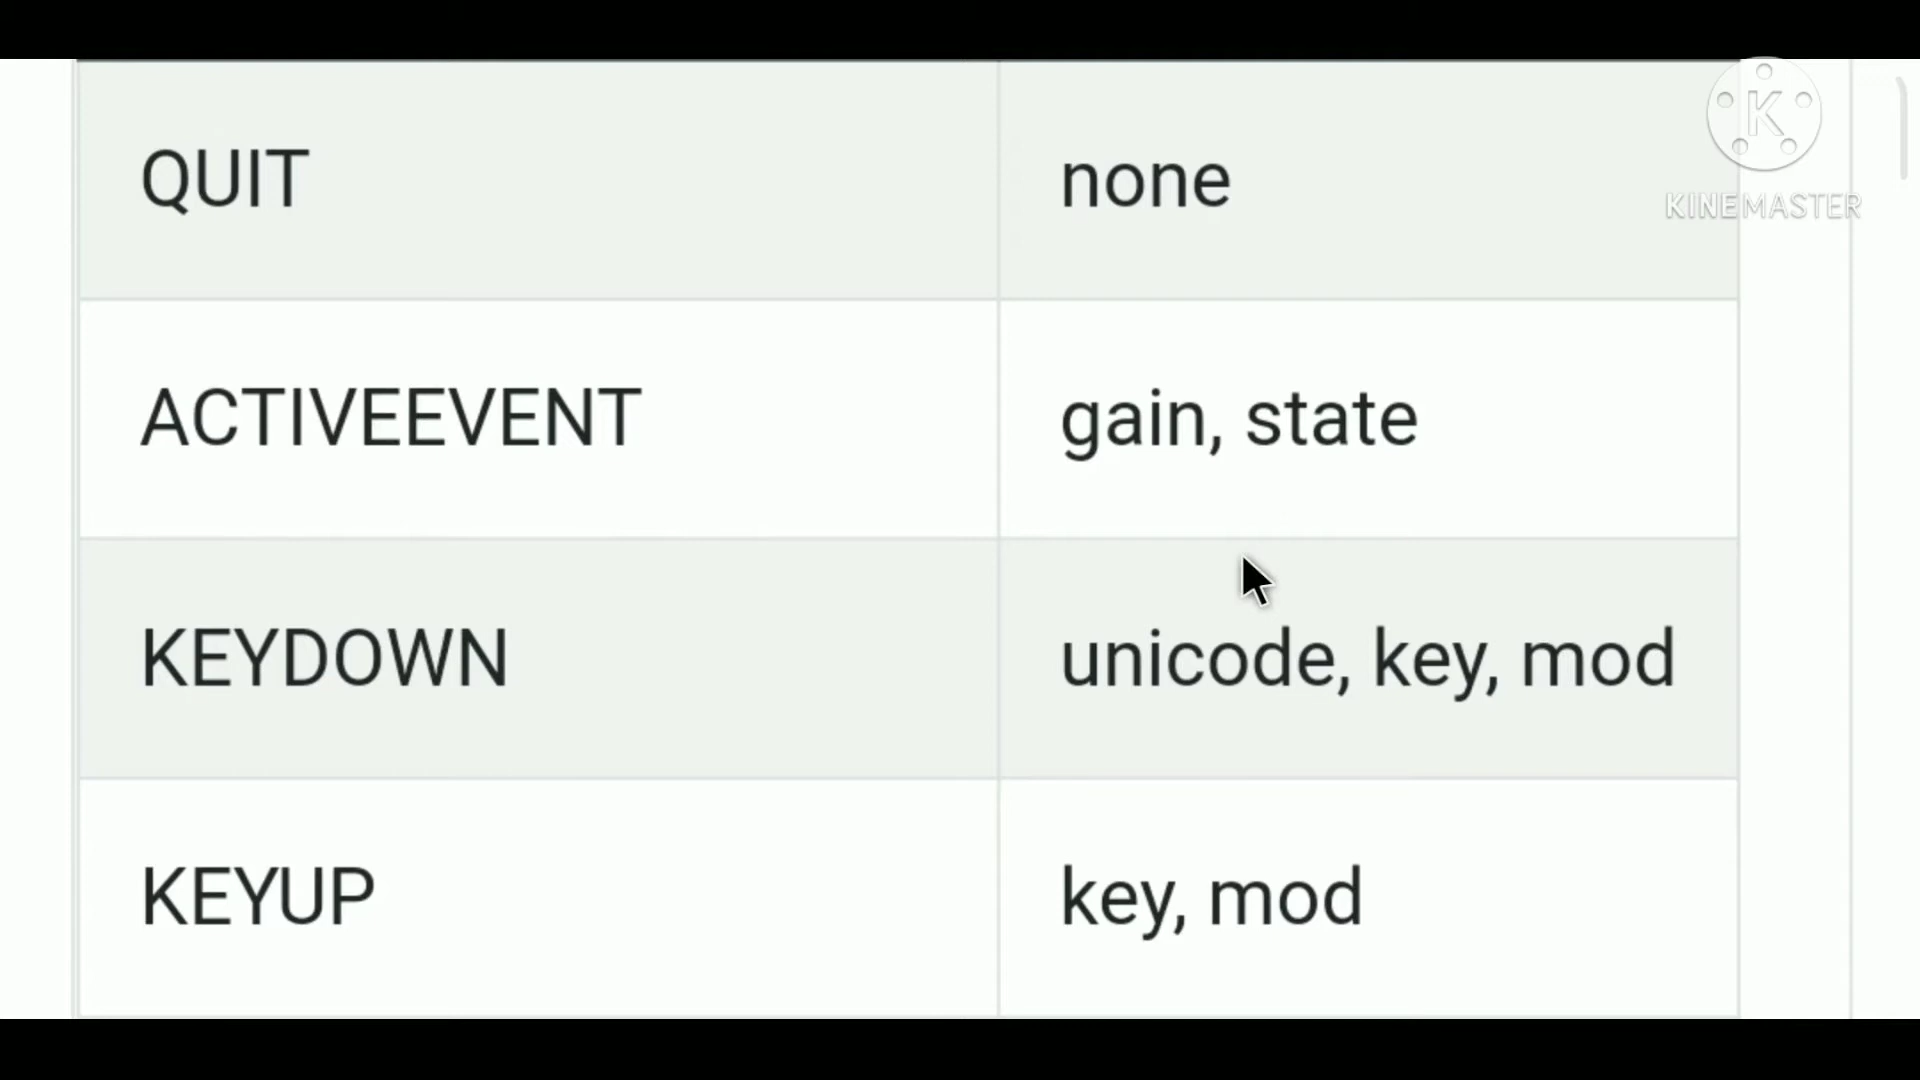 QUIT none
ACTIVEEVENT gain, state
KEYDOWN unicode, key, mod
KEYUP key, mod
K
KINEMASTER